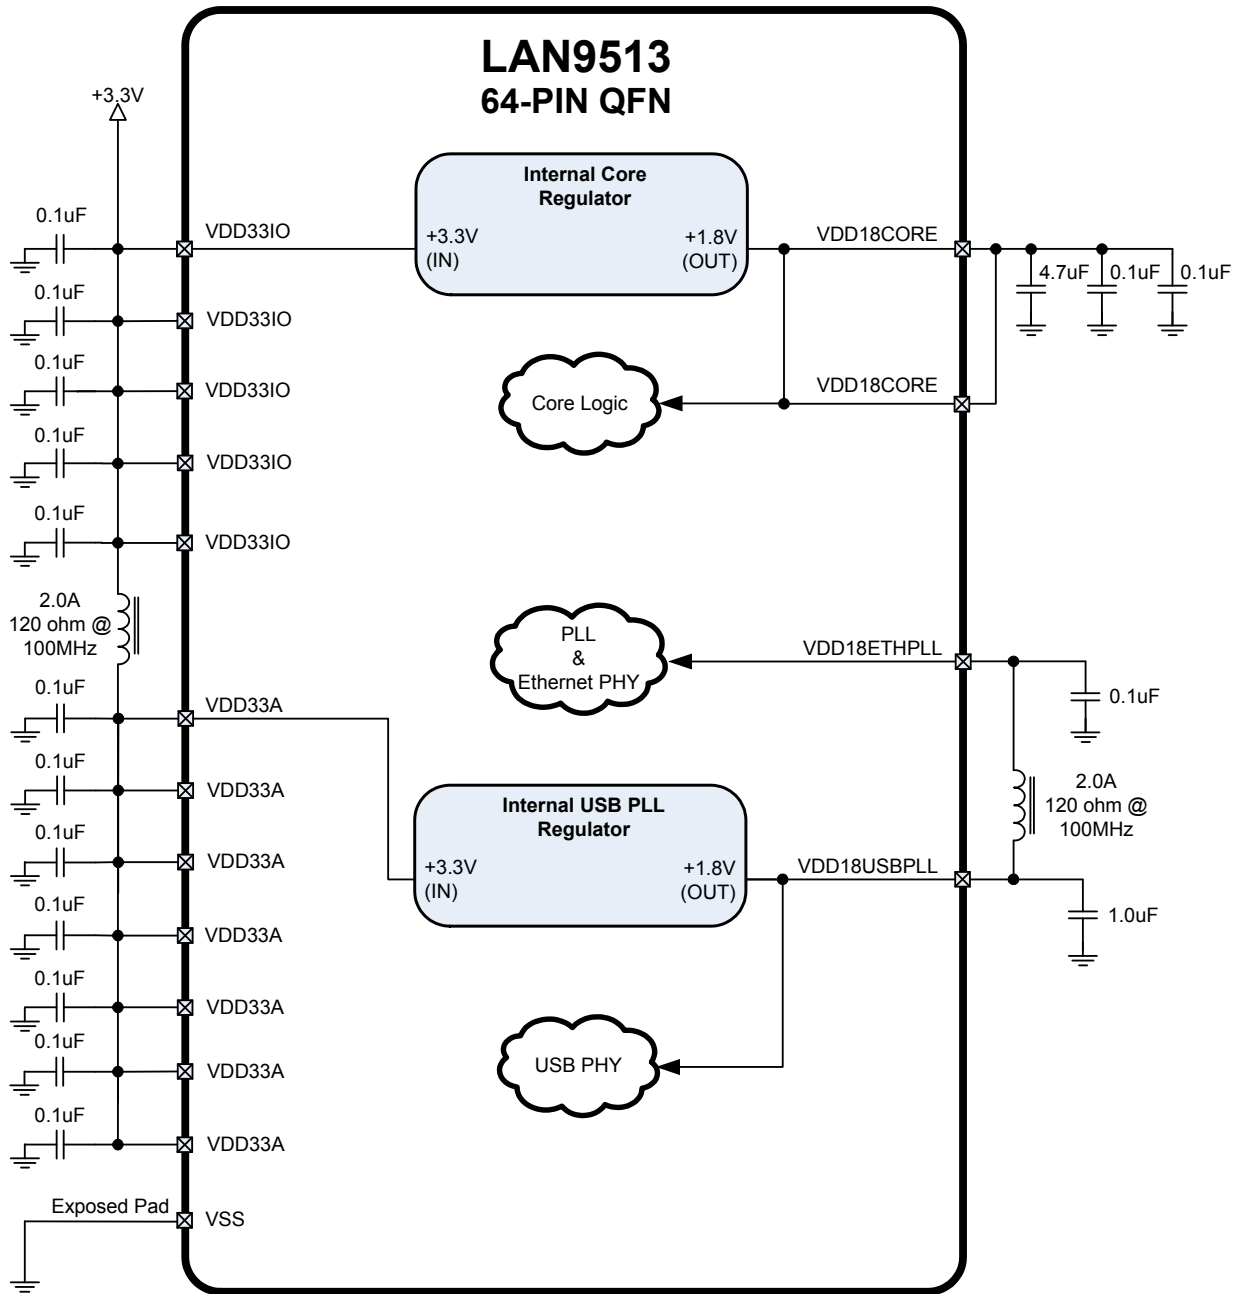 LAN9513
64-PIN QFN
+3.3V
Internal Core
Regulator
0.1uF
VDD33IO
+3.3V
(IN)
+1.8V
(OUT)
VDD18CORE
4.7uF
0.1uF
0.1uF
0.1uF
VDD33IO
0.1uF
VDD33IO
Core Logic
VDD18CORE
0.1uF
VDD33IO
0.1uF
VDD33IO
2.0A
120 ohm @
100MHz
PLL
&
Ethernet PHY
VDD18ETHPLL
0.1uF
0.1uF
VDD33A
0.1uF
VDD33A
Internal USB PLL
Regulator
2.0A
120 ohm @
100MHz
0.1uF
VDD33A
+3.3V
(IN)
+1.8V
(OUT)
VDD18USBPLL
1.0uF
0.1uF
VDD33A
0.1uF
VDD33A
0.1uF
VDD33A
USB PHY
0.1uF
VDD33A
Exposed Pad
VSS